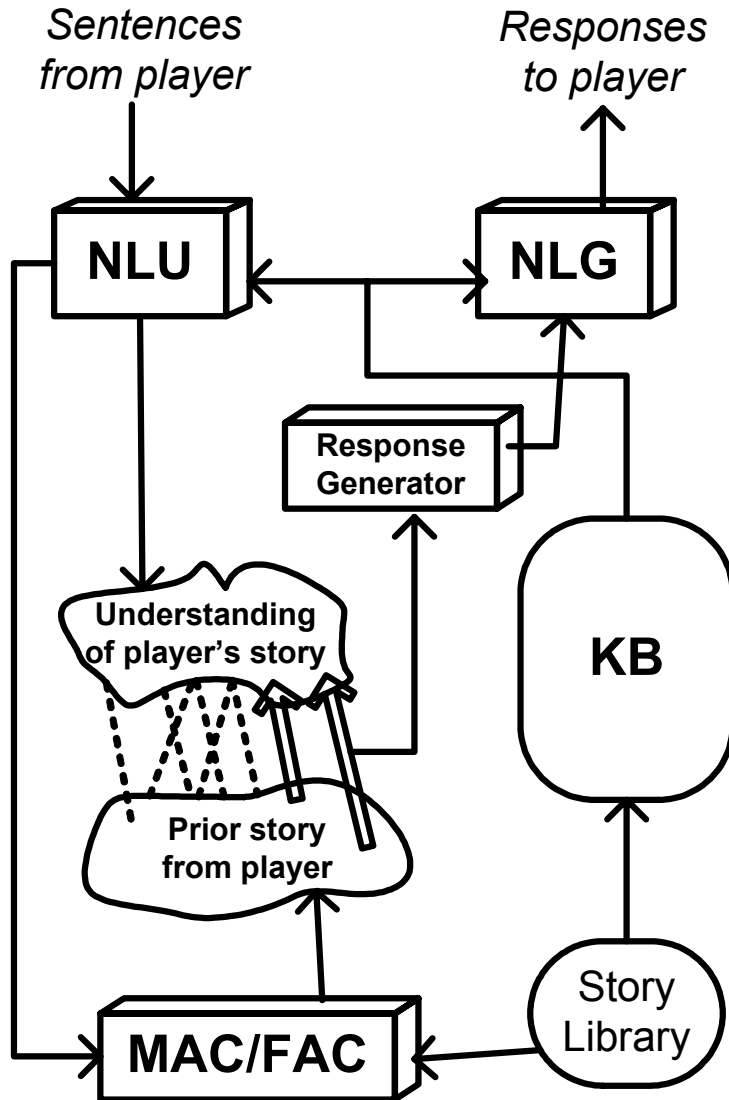 Sentences
from player
Responses
to player
NLU
NLG
Response
Generator
Understanding
of player’s story
KB
Prior story
from player
Story
Library
MAC/FAC